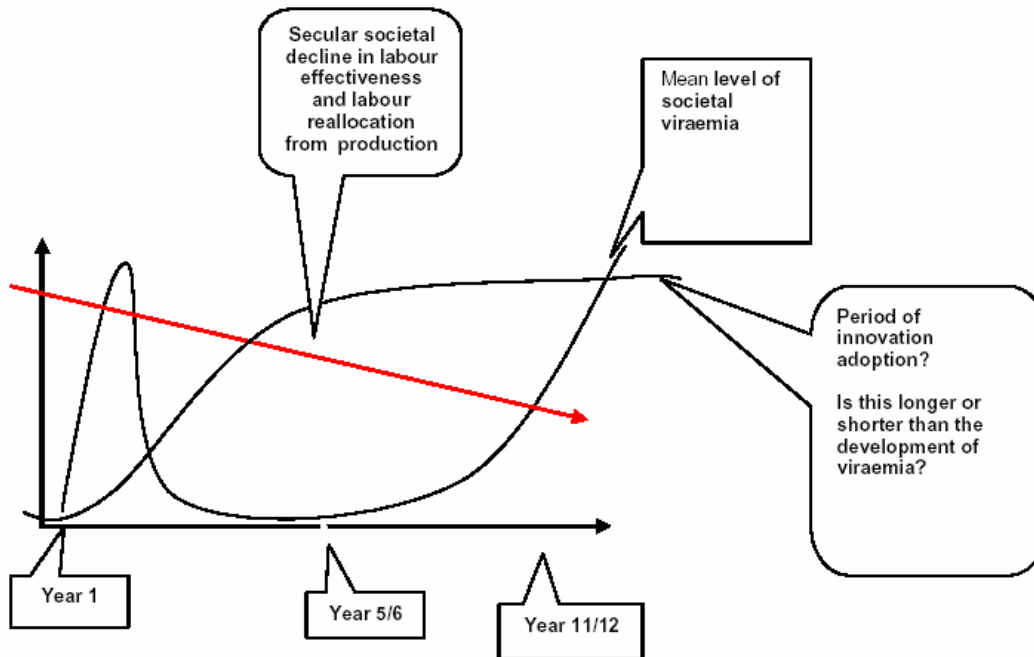 Secular societal
decline in labour
effectiveness
and labour
reallocation
from production
Mean level of
societal
viraemia
Period of
innovation
adoption?
Is this longer or
shorter than the
development of
viraemia?
Year 1
Year 5/6
Year 11/12